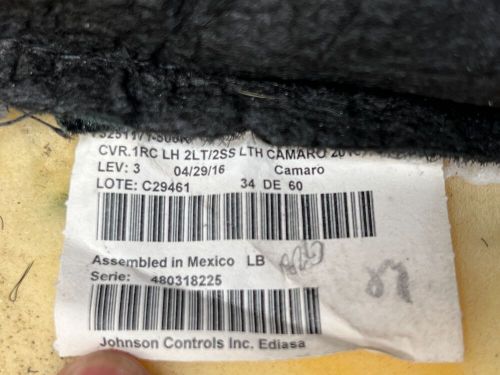 CVR.1RC LH 2LT/2SS LTH CAMARO
LEV: 3 04/29/16 Camaro
LOTE: C29461 34 DE 60
Assembled in Mexico LB
Serie: 480318225
Johnson Controls Inc. Ediasa